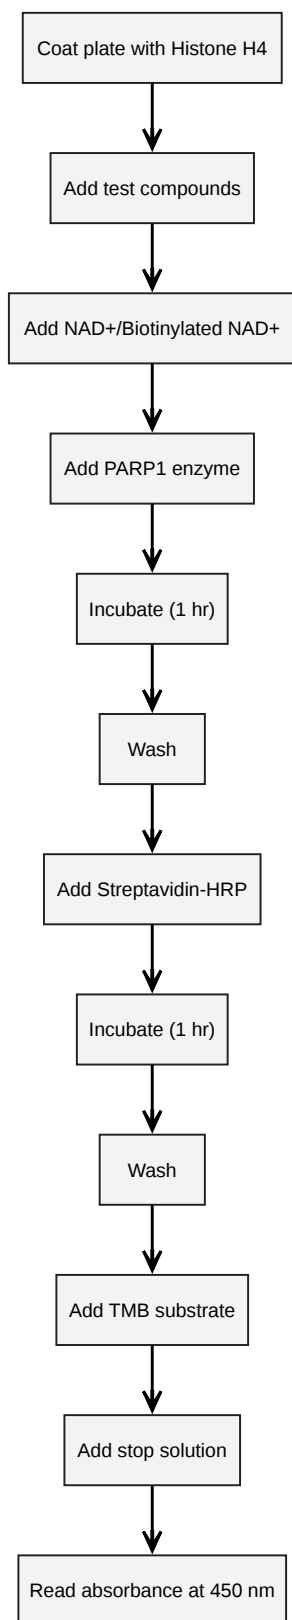 Coat plate with Histone H4
Add test compounds
Add NAD+/Biotinylated NAD+
Add PARP1 enzyme
Incubate (1 hr)
Wash
Add Streptavidin-HRP
Incubate (1 hr)
Wash
Add TMB substrate
Add stop solution
Read absorbance at 450 nm